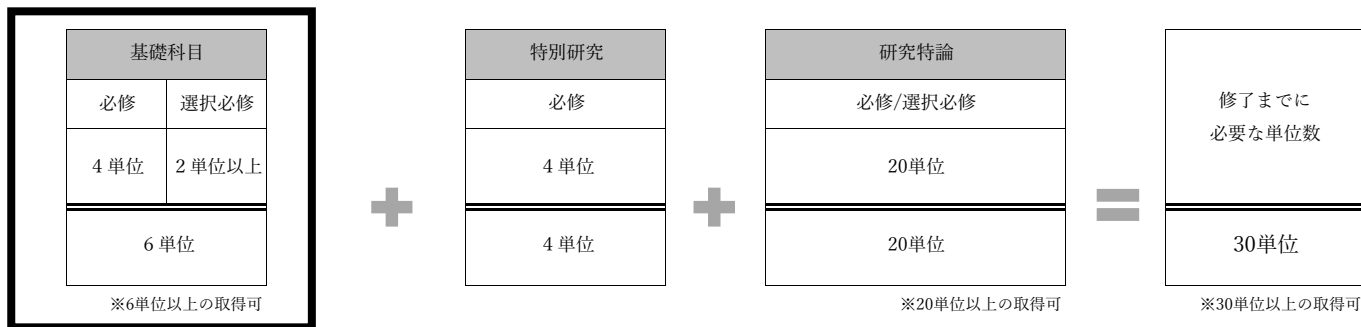 基礎科目
必修 選択必修
4 単位 2 単位以上
6 単位
※6単位以上の取得可
特別研究
必修
4 単位
4 単位
研究特論
必修/選択必修
20単位
20単位
※20単位以上の取得可
修了までに
必要な単位数
30単位
※30単位以上の取得可